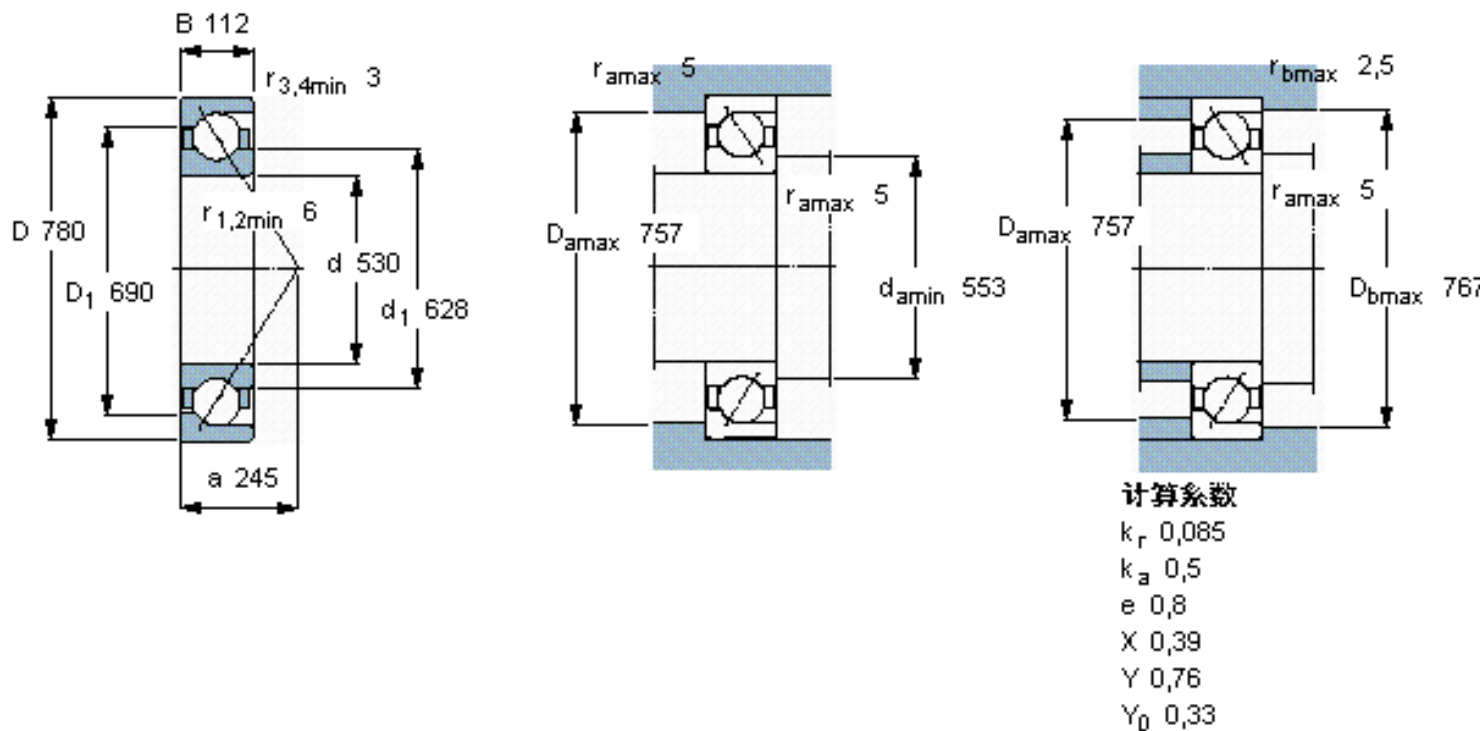 B 112
r3,4min 3
r1,2min 6
D 780
D1 690
d 530
d1 628
a 245
ramax 5
ramax 5
Damax 757
damin 553
rbmax 2,5
ramax 5
Damax 757
Dbmax 767
计算系数
kr 0,085
ka 0,5
e 0,8
X 0,39
Y 0,76
Y0 0,33